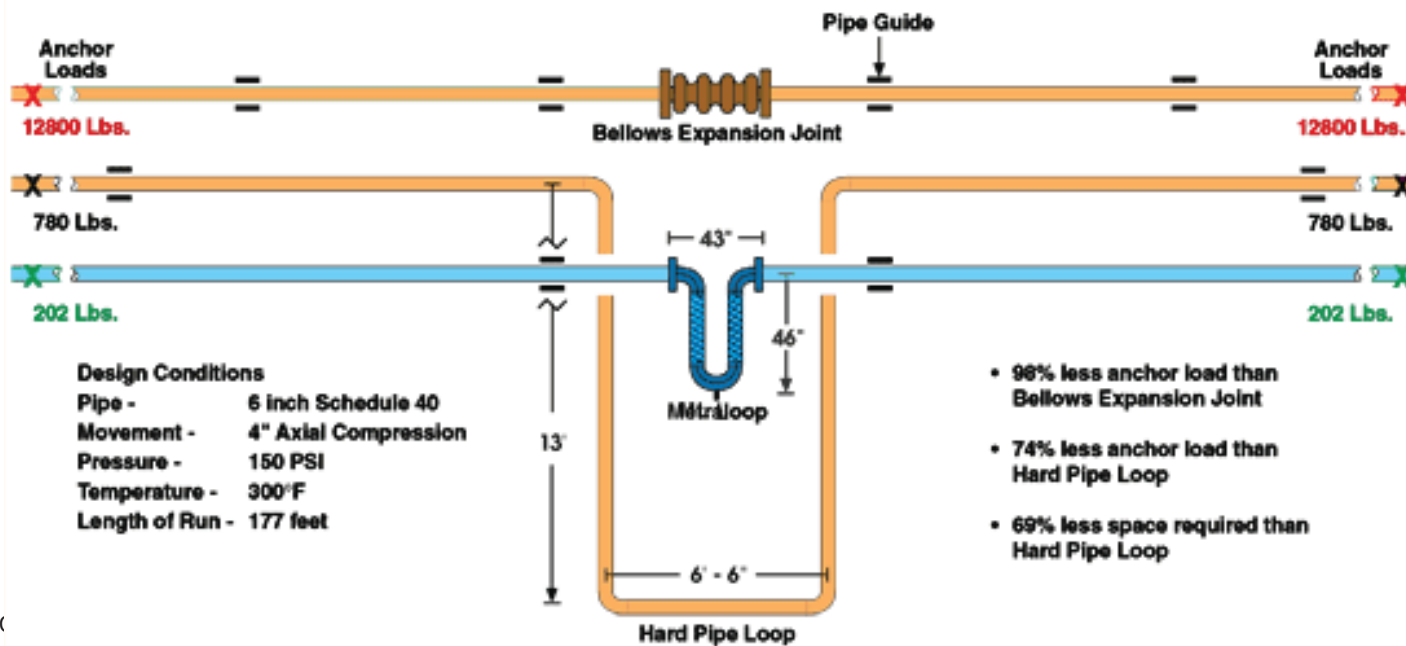 Pipe Guide
Anchor
Loads
Anchor
Loads
12800 Lbs.
Bellows Expansion Joint
12800 Lbs.
780 Lbs.
780 Lbs.
43"
202 Lbs.
202 Lbs.
46"
Metraloop
13'
Design Conditions
Pipe - 6 inch Schedule 40
Movement - 4" Axial Compression
Pressure - 150 PSI
Temperature - 300°F
Length of Run - 177 feet
• 98% less anchor load than
Bellows Expansion Joint
• 74% less anchor load than
Hard Pipe Loop
• 69% less space required than
Hard Pipe Loop
6' - 6"
Hard Pipe Loop